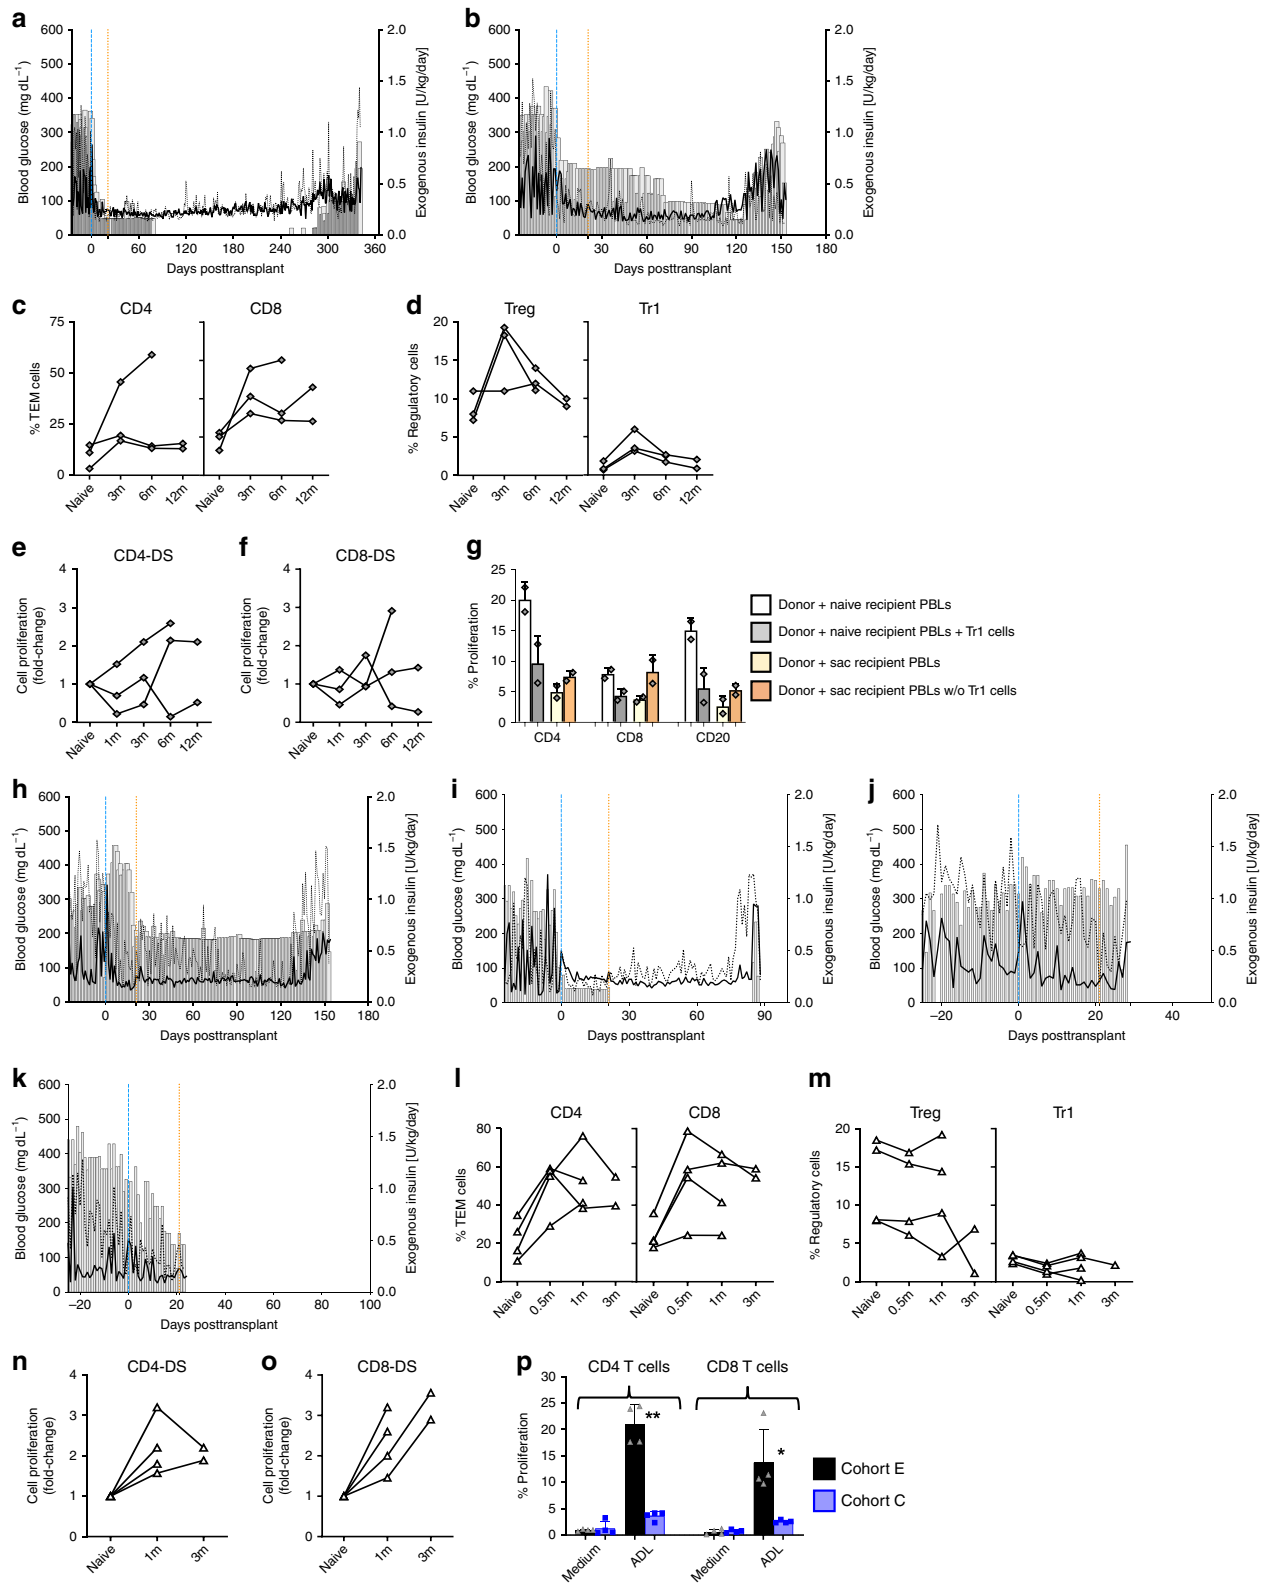 a
600
500
400
300
200
100
0
Blood glucose (mg dL⁻¹)
2.0
1.5
1.0
0.5
0.0
Exogenous insulin [U/kg/day]
0 60 120 180 240 300 360
Days posttransplant
b
600
500
400
300
200
100
0
Blood glucose (mg dL⁻¹)
2.0
1.5
1.0
0.5
0.0
Exogenous insulin [U/kg/day]
0 30 60 90 120 150 180
Days posttransplant
c
CD4 CD8
75
50
25
0
% TEM cells
Naive 3m 6m 12m Naive 3m 6m 12m
d
Treg Tr1
20
15
10
5
0
% Regulatory cells
Naive 3m 6m 12m Naive 3m 6m 12m
e
CD4-DS
4
3
2
1
0
Cell proliferation
(fold-change)
Naive 1m 3m 6m 12m
f
CD8-DS
4
3
2
1
0
Cell proliferation
(fold-change)
Naive 1m 3m 6m 12m
g
25
20
15
10
5
0
% Proliferation
CD4 CD8 CD20
Donor + naive recipient PBLs
Donor + naive recipient PBLs + Tr1 cells
Donor + sac recipient PBLs
Donor + sac recipient PBLs w/o Tr1 cells
h
600
500
400
300
200
100
0
Blood glucose (mg dL⁻¹)
2.0
1.5
1.0
0.5
0.0
Exogenous insulin [U/kg/day]
0 30 60 90 120 150 180
Days posttransplant
i
600
500
400
300
200
100
0
Blood glucose (mg dL⁻¹)
2.0
1.5
1.0
0.5
0.0
Exogenous insulin [U/kg/day]
0 30 60 90
Days posttransplant
j
600
500
400
300
200
100
0
Blood glucose (mg dL⁻¹)
2.0
1.5
1.0
0.5
0.0
Exogenous insulin [U/kg/day]
−20 0 20 40
Days posttransplant
k
600
500
400
300
200
100
0
Blood glucose (mg dL⁻¹)
2.0
1.5
1.0
0.5
0.0
Exogenous insulin [U/kg/day]
−20 0 20 40 60 80 100
Days posttransplant
l
CD4 CD8
80
60
40
20
0
% TEM cells
Naive 0.5m 1m 3m Naive 0.5m 1m 3m
m
Treg Tr1
20
15
10
5
0
% Regulatory cells
Naive 0.5m 1m 3m Naive 0.5m 1m 3m
n
CD4-DS
4
3
2
1
0
Cell proliferation
(fold-change)
Naive 1m 3m
o
CD8-DS
4
3
2
1
0
Cell proliferation
(fold-change)
Naive 1m 3m
p
CD4 T cells CD8 T cells
30
25
20
15
10
5
0
% Proliferation
**
*
Medium ADL Medium ADL
Cohort E
Cohort C